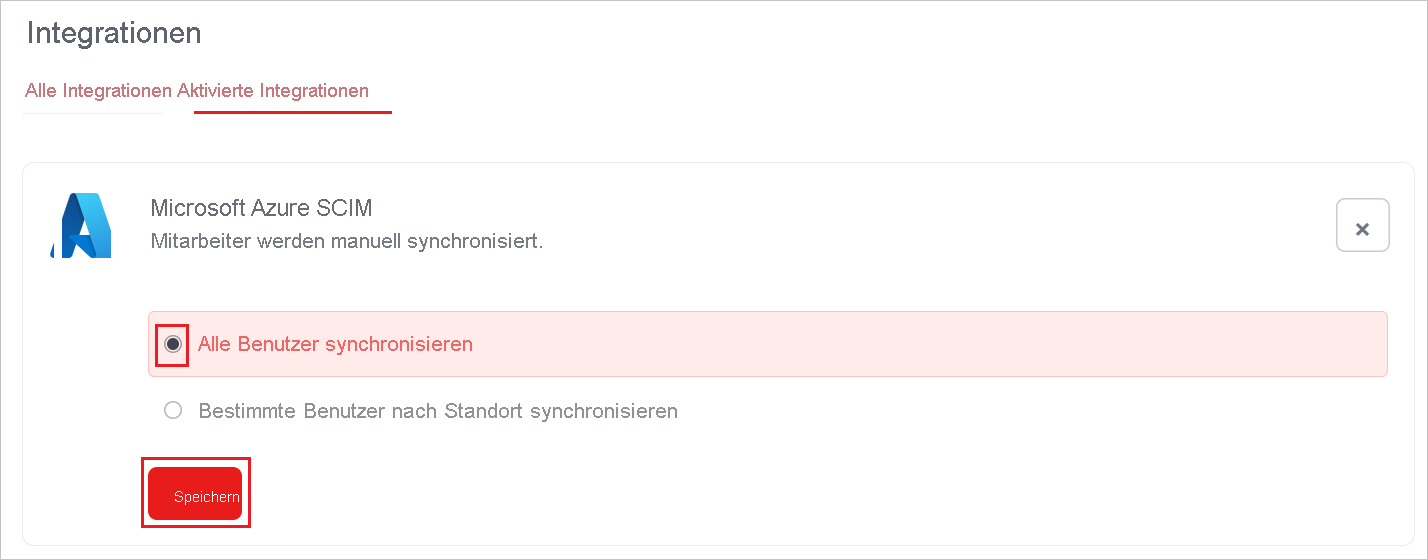 Integrationen
Alle Integrationen Aktivierte Integrationen
Microsoft Azure SCIM
Mitarbeiter werden manuell synchronisiert.
Alle Benutzer synchronisieren
Bestimmte Benutzer nach Standort synchronisieren
Speichern